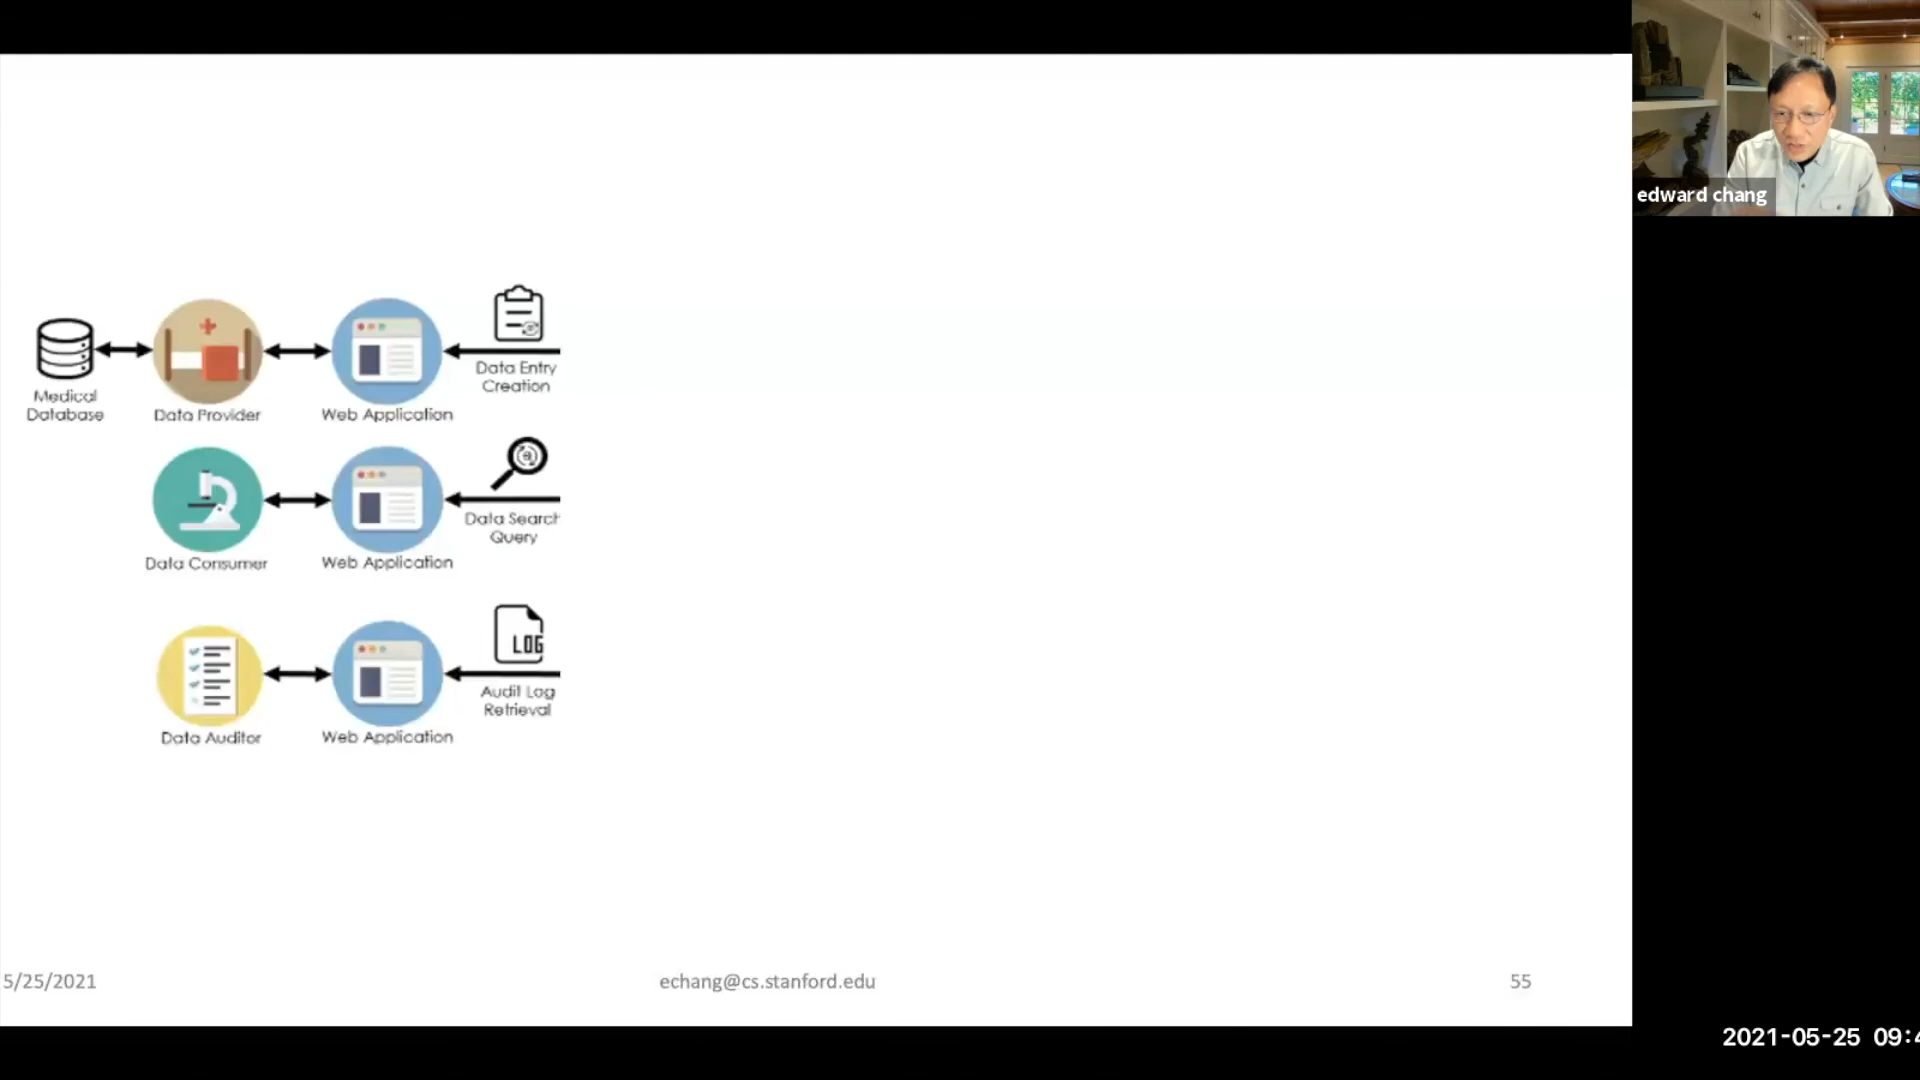 edward chang
Data Entry
Creation
Medical
Database
Data Provider
Web Application
Data Search
Query
Data Consumer
Web Application
LOG
Audit Log
Retrieval
Data Auditor
Web Application
5/25/2021
echang@cs.stanford.edu
55
2021-05-25 09:4